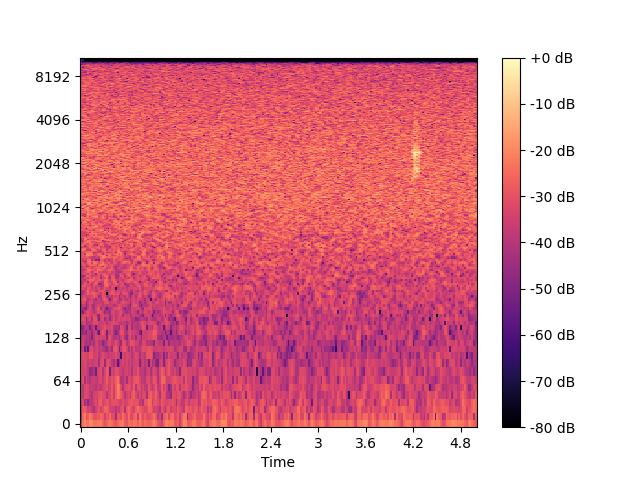 8192
4096
2048
1024
512
256
128
64
0
Hz
0 0.6 1.2 1.8 2.4 3 3.6 4.2 4.8
Time
+0 dB
-10 dB
-20 dB
-30 dB
-40 dB
-50 dB
-60 dB
-70 dB
-80 dB